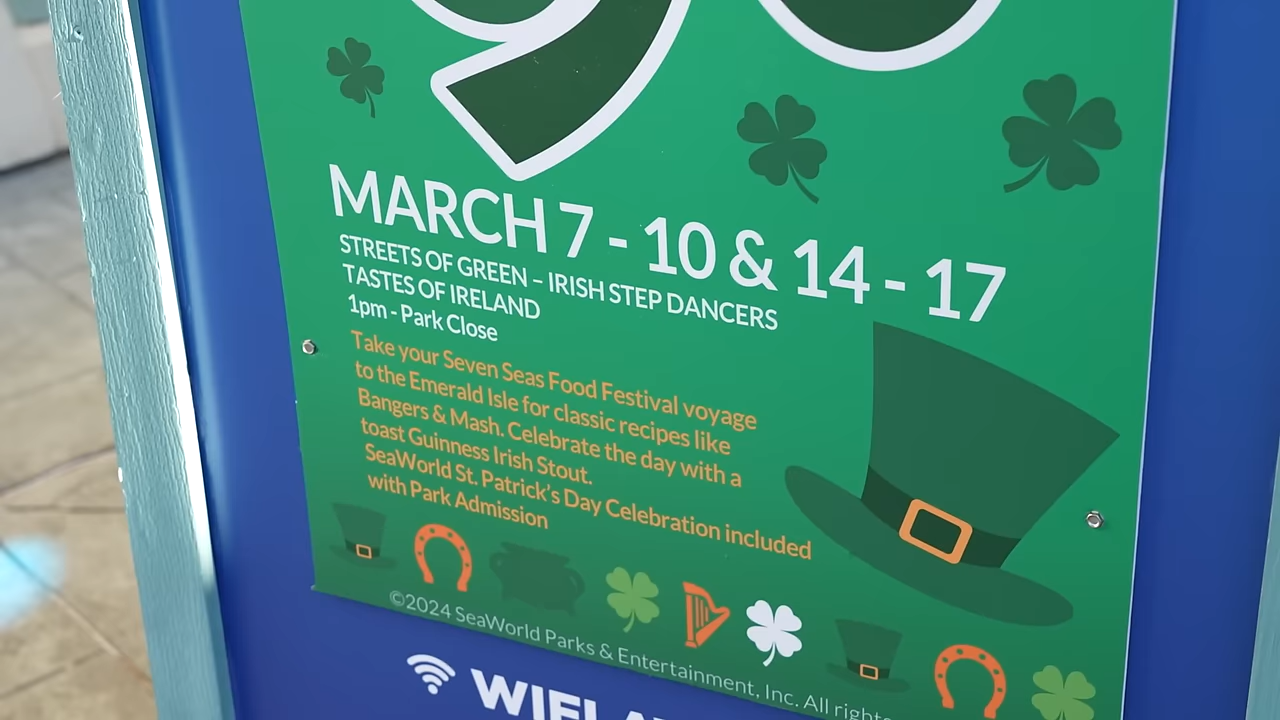 MARCH 7 - 10 & 14 - 17
STREETS OF GREEN – IRISH STEP DANCERS
TASTES OF IRELAND
1pm - Park Close
Take your Seven Seas Food Festival voyage
to the Emerald Isle for classic recipes like
Bangers & Mash. Celebrate the day with a
toast Guinness Irish Stout.
SeaWorld St. Patrick's Day Celebration included
with Park Admission
©2024 SeaWorld Parks & Entertainment, Inc. All rights